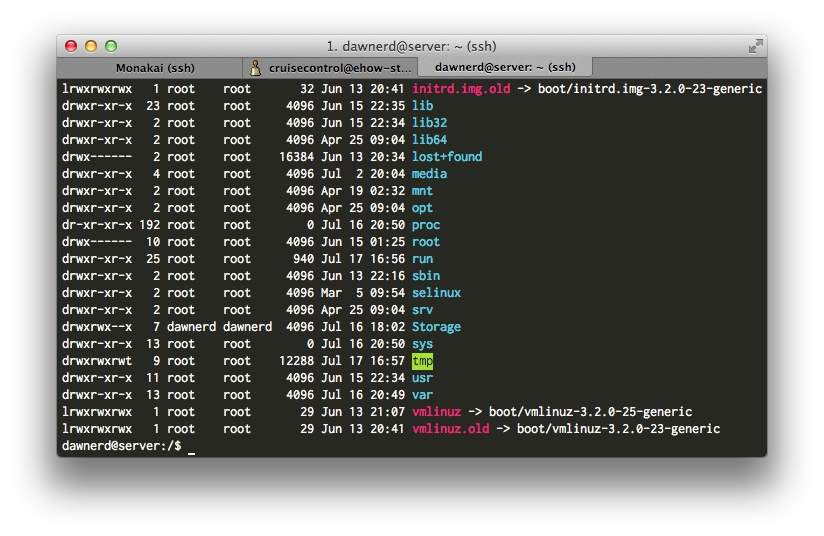 1. dawnerd@server: ~ (ssh)
Monakai (ssh) cruisecontrol@ehow-st... dawnerd@server: ~ (ssh)
lrwxrwxrwx   1 root    root       32 Jun 13 20:41 initrd.img.old -> boot/initrd.img-3.2.0-23-generic
drwxr-xr-x  23 root    root     4096 Jun 15 22:35 lib
drwxr-xr-x   2 root    root     4096 Jun 15 22:34 lib32
drwxr-xr-x   2 root    root     4096 Apr 25 09:04 lib64
drwx------   2 root    root    16384 Jun 13 20:34 lost+found
drwxr-xr-x   4 root    root     4096 Jul  2 20:04 media
drwxr-xr-x   2 root    root     4096 Apr 19 02:32 mnt
drwxr-xr-x   2 root    root     4096 Apr 25 09:04 opt
dr-xr-xr-x 192 root    root        0 Jul 16 20:50 proc
drwx------  10 root    root     4096 Jun 15 01:25 root
drwxr-xr-x  25 root    root      940 Jul 17 16:56 run
drwxr-xr-x   2 root    root     4096 Jun 13 22:16 sbin
drwxr-xr-x   2 root    root     4096 Mar  5 09:54 selinux
drwxr-xr-x   2 root    root     4096 Apr 25 09:04 srv
drwxrwx--x   7 dawnerd dawnerd  4096 Jul 16 18:02 Storage
drwxr-xr-x  13 root    root        0 Jul 16 20:50 sys
drwxrwxrwt   9 root    root    12288 Jul 17 16:57 tmp
drwxr-xr-x  11 root    root     4096 Jun 15 22:34 usr
drwxr-xr-x  13 root    root     4096 Jul 16 20:49 var
lrwxrwxrwx   1 root    root       29 Jun 13 21:07 vmlinuz -> boot/vmlinuz-3.2.0-25-generic
lrwxrwxrwx   1 root    root       29 Jun 13 20:41 vmlinuz.old -> boot/vmlinuz-3.2.0-23-generic
dawnerd@server:/$ _